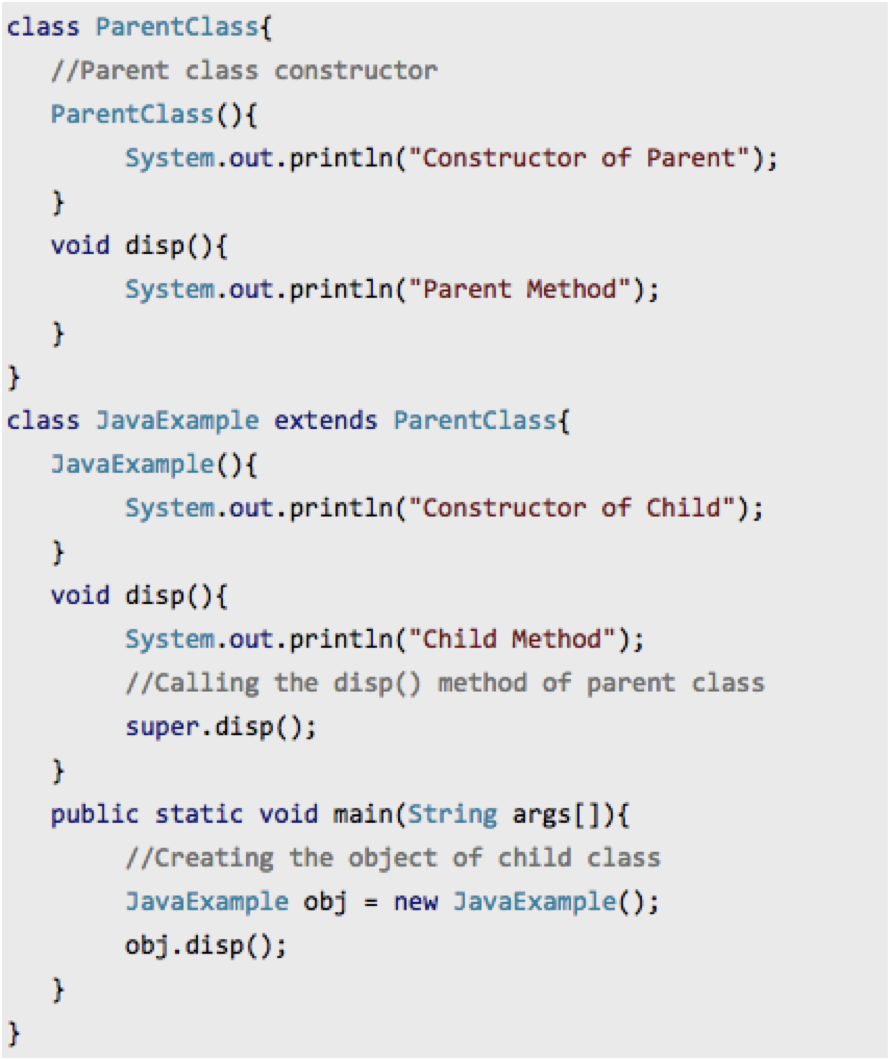 class ParentClass{
   //Parent class constructor
   ParentClass(){
        System.out.println("Constructor of Parent");
   }
   void disp(){
        System.out.println("Parent Method");
   }
}
class JavaExample extends ParentClass{
   JavaExample(){
        System.out.println("Constructor of Child");
   }
   void disp(){
        System.out.println("Child Method");
        //Calling the disp() method of parent class
        super.disp();
   }
   public static void main(String args[]){
        //Creating the object of child class
        JavaExample obj = new JavaExample();
        obj.disp();
   }
}